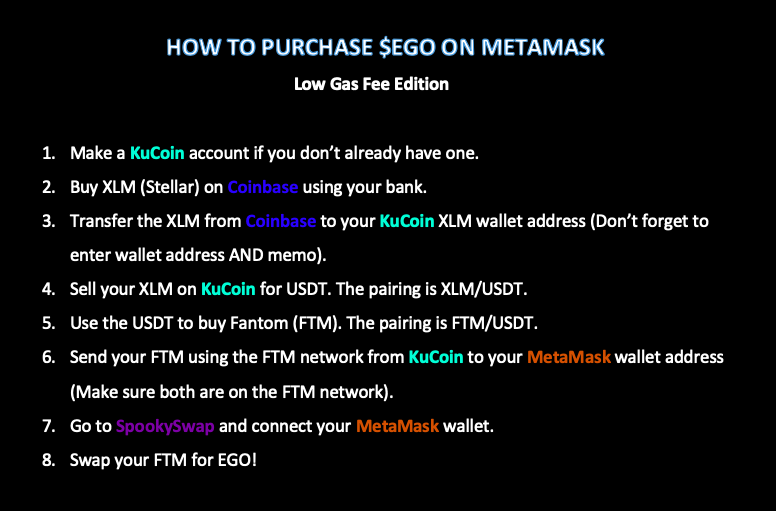 HOW TO PURCHASE $EGO ON METAMASK
Low Gas Fee Edition
1. Make a KuCoin account if you don't already have one.
2. Buy XLM (Stellar) on Coinbase using your bank.
3. Transfer the XLM from Coinbase to your KuCoin XLM wallet address (Don't forget to
enter wallet address AND memo).
4. Sell your XLM on KuCoin for USDT. The pairing is XLM/USDT.
5. Use the USDT to buy Fantom (FTM). The pairing is FTM/USDT.
6. Send your FTM using the FTM network from KuCoin to your MetaMask wallet address
(Make sure both are on the FTM network).
7. Go to SpookySwap and connect your MetaMask wallet.
8. Swap your FTM for EGO!